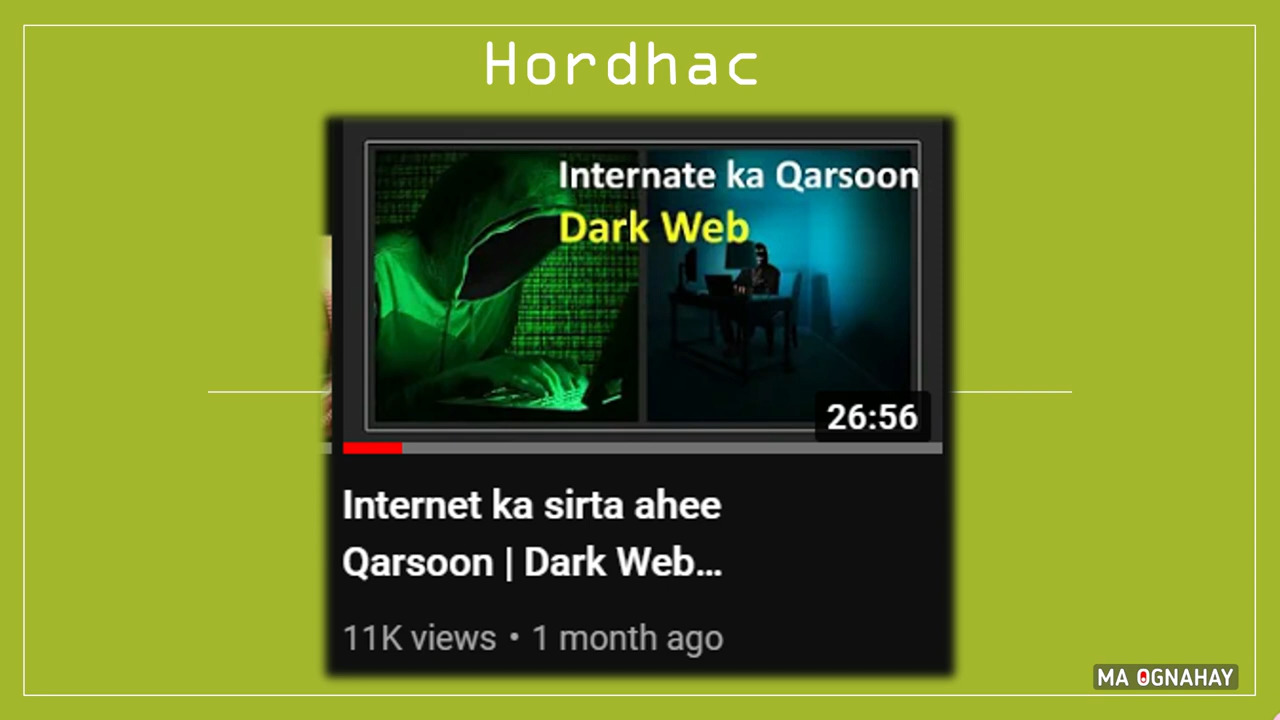 Hordhac
Internate ka Qarsoon
Dark Web
26:56
Internet ka sirta ahee
Qarsoon | Dark Web...
11K views • 1 month ago
MA OGNAHAY